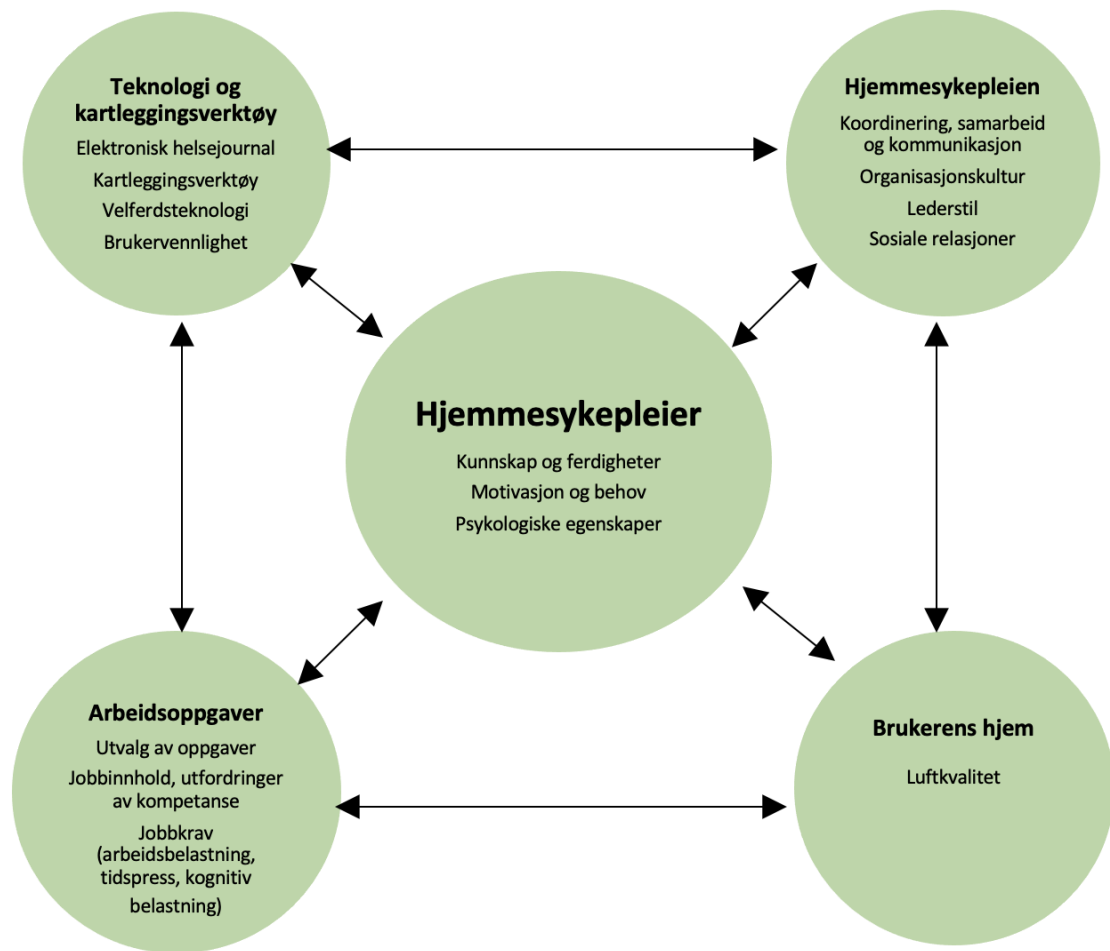 Teknologi og
kartleggingsverktøy
Elektronisk helsejournal
Kartleggingsverktøy
Velferdsteknologi
Brukervennlighet
Hjemmesykepleien
Koordinering, samarbeid
og kommunikasjon
Organisasjonskultur
Lederstil
Sosiale relasjoner
Hjemmesykepleier
Kunnskap og ferdigheter
Motivasjon og behov
Psykologiske egenskaper
Arbeidsoppgaver
Utvalg av oppgaver
Jobbinnhold, utfordringer
av kompetanse
Jobbkrav
(arbeidsbelastning,
tidspress, kognitiv
belastning)
Brukerens hjem
Luftkvalitet